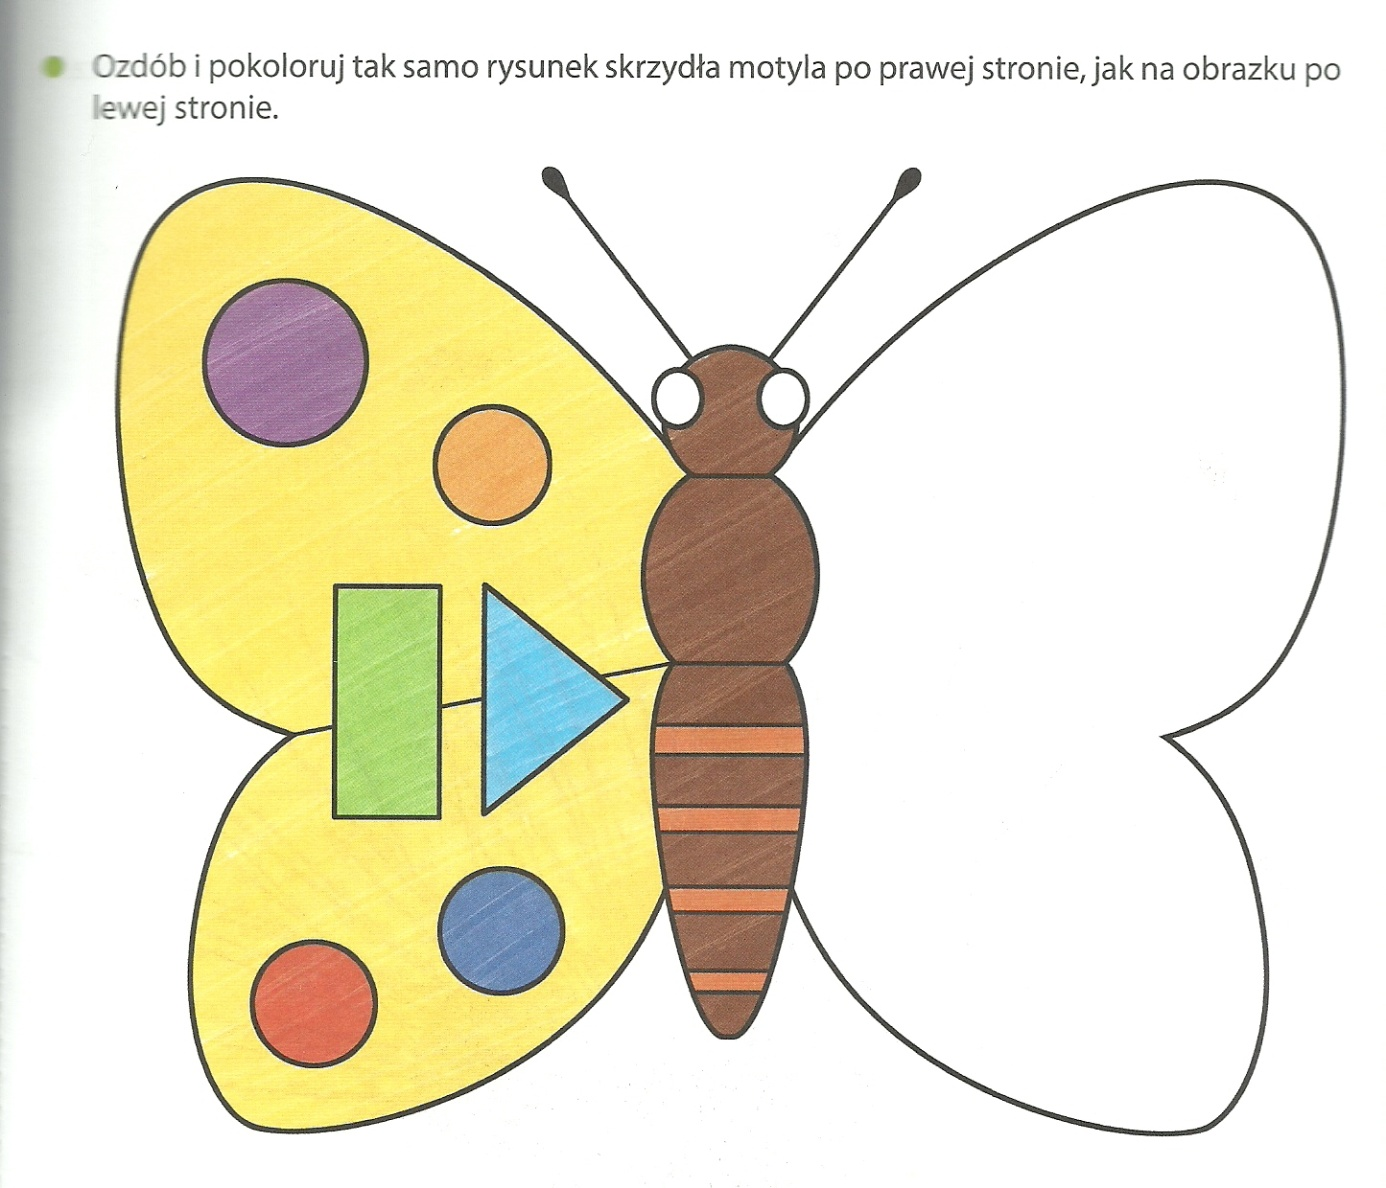 Ozdób i pokoloruj tak samo rysunek skrzydła motyla po prawej stronie, jak na obrazku po
lewej stronie.